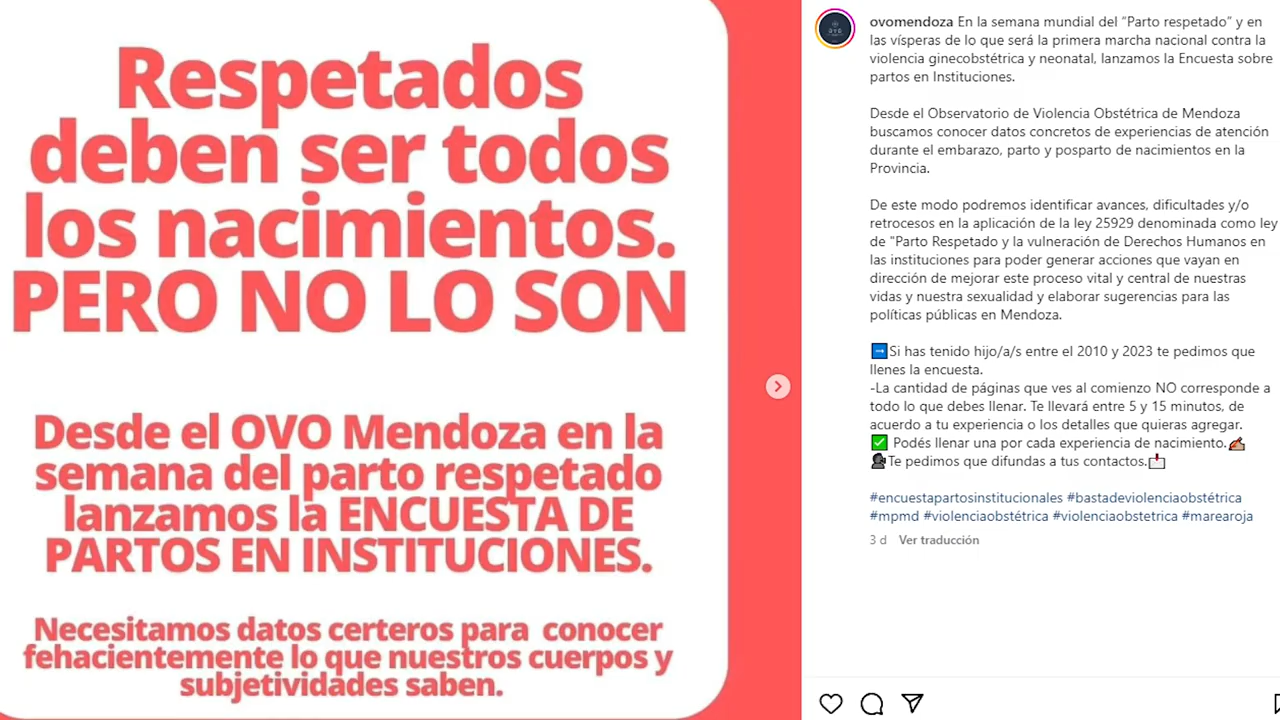 Respetados
deben ser todos
los nacimientos.
PERO NO LO SON
Desde el OVO Mendoza en la
semana del parto respetado
lanzamos la ENCUESTA DE
PARTOS EN INSTITUCIONES.
Necesitamos datos certeros para conocer
fehacientemente lo que nuestros cuerpos y
subjetividades saben.
ovomendoza En la semana mundial del "Parto respetado" y en
las vísperas de lo que será la primera marcha nacional contra la
violencia ginecobstétrica y neonatal, lanzamos la Encuesta sobre
partos en Instituciones.
Desde el Observatorio de Violencia Obstétrica de Mendoza
buscamos conocer datos concretos de experiencias de atención
durante el embarazo, parto y posparto de nacimientos en la
Provincia.
De este modo podremos identificar avances, dificultades y/o
retrocesos en la aplicación de la ley 25929 denominada como ley
de "Parto Respetado y la vulneración de Derechos Humanos en
las instituciones para poder generar acciones que vayan en
dirección de mejorar este proceso vital y central de nuestras
vidas y nuestra sexualidad y elaborar sugerencias para las
políticas públicas en Mendoza.
➡️Si has tenido hijo/a/s entre el 2010 y 2023 te pedimos que
llenes la encuesta.
-La cantidad de páginas que ves al comienzo NO corresponde a
todo lo que debes llenar. Te llevará entre 5 y 15 minutos, de
acuerdo a tu experiencia o los detalles que quieras agregar.
✅ Podés llenar una por cada experiencia de nacimiento.✍🏽
🗣Te pedimos que difundas a tus contactos.📩
#encuestapartosinstitucionales #bastadeviolenciaobstétrica
#mpmd #violenciaobstétrica #violenciaobstetrica #marearoja
3 d Ver traducción